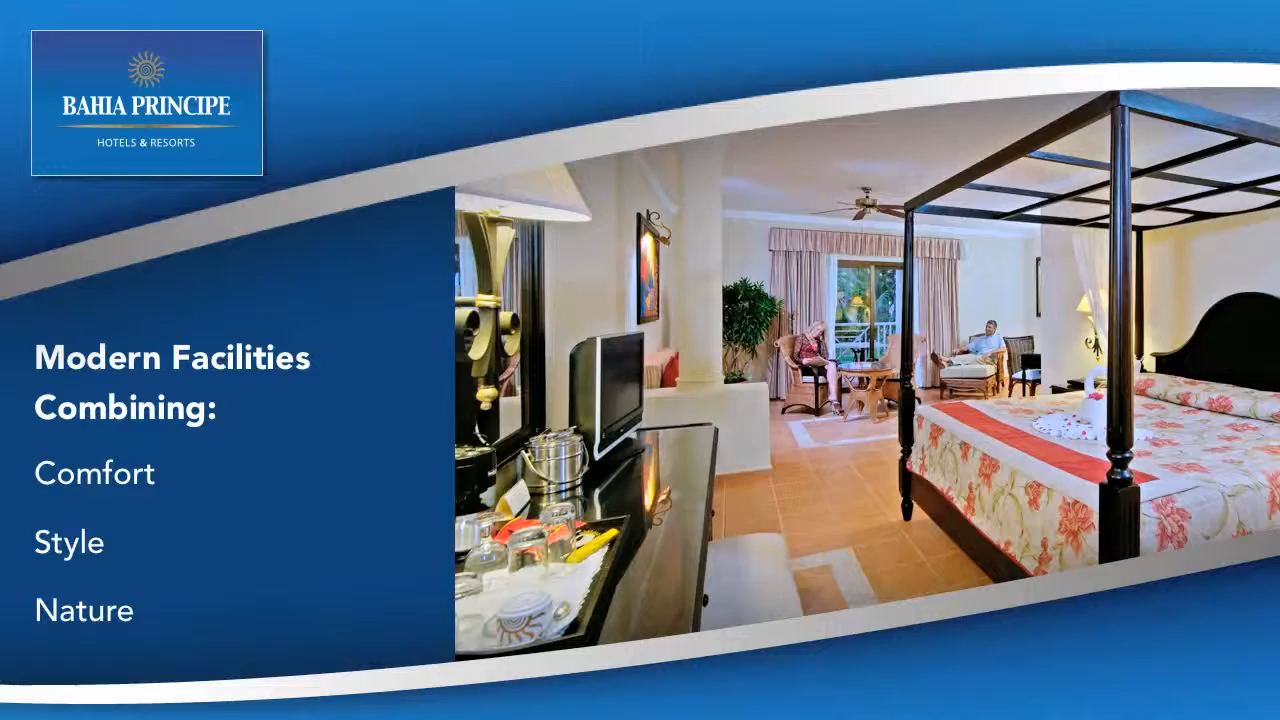 BAHIA PRINCIPE
HOTELS & RESORTS
Modern Facilities
Combining:
Comfort
Style
Nature